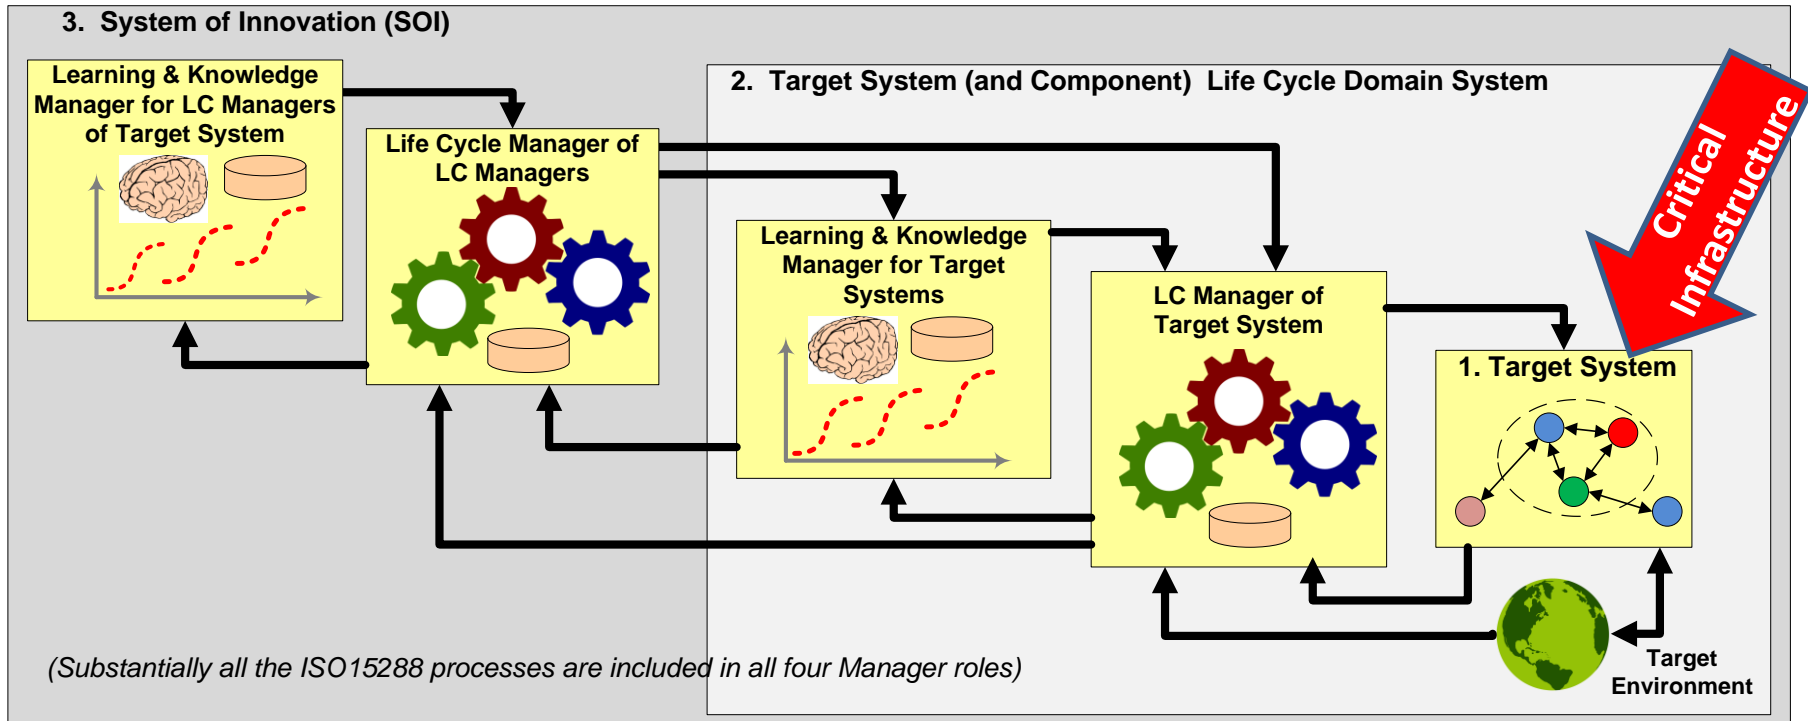 3. System of Innovation (SOI)
Learning & Knowledge
Manager for LC Managers
of Target System
2. Target System (and Component) Life Cycle Domain System
Life Cycle Manager of
LC Managers
Learning & Knowledge
Manager for Target
Systems
LC Manager of
Target System
Critical
Infrastructure
1. Target System
Target
Environment
(Substantially all the ISO15288 processes are included in all four Manager roles)